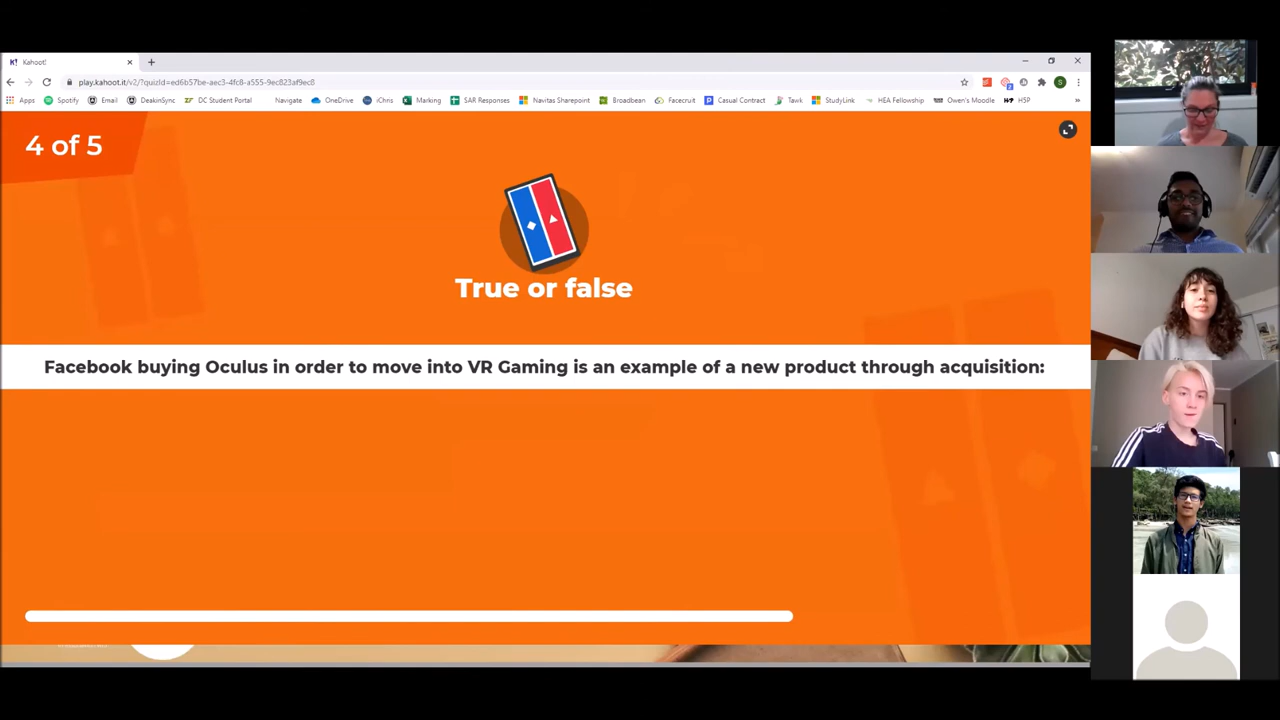 Kahoot!
play.kahoot.it/v2/?quizId=ed6b57be-aec3-4fc8-a555-9ec823af9ec8
Apps Spotify Email DeakinSync DC Student Portal Navigate OneDrive iChris Marking SAR Responses Navitas Sharepoint Broadbean Facecruit Casual Contract Tawk StudyLink HEA Fellowship Owen's Moodle H5P »
4 of 5
True or false
Facebook buying Oculus in order to move into VR Gaming is an example of a new product through acquisition: